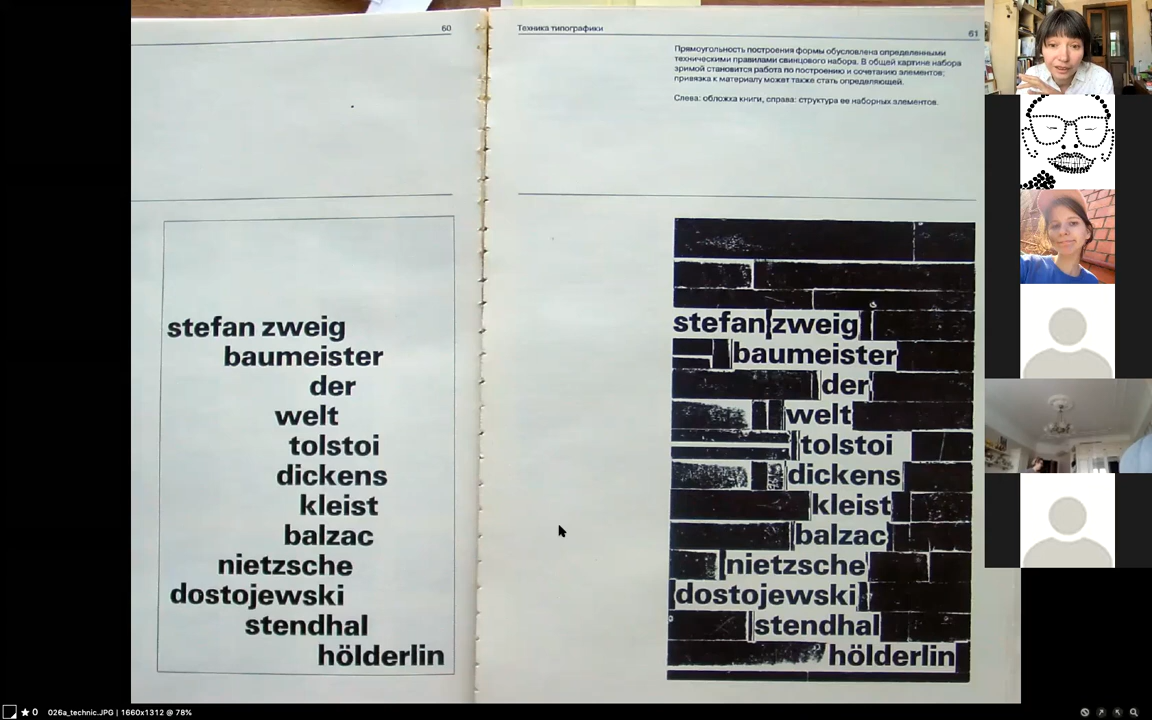 60
stefan zweig
baumeister
der
welt
tolstoi
dickens
kleist
balzac
nietzsche
dostojewski
stendhal
hölderlin
Техника типографики
61
Прямоугольность построения формы обусловлена определенными
техническими правилами свинцового набора. В общей картине набора
зримой становится работа по построению и сочетанию элементов;
привязка к материалу может также стать определяющей.
Слева: обложка книги, справа: структура ее наборных элементов.
stefan zweig
baumeister
der
welt
tolstoi
dickens
kleist
balzac
nietzsche
dostojewski
stendhal
hölderlin
0 026a_technic.JPG | 1660x1312 @ 78%